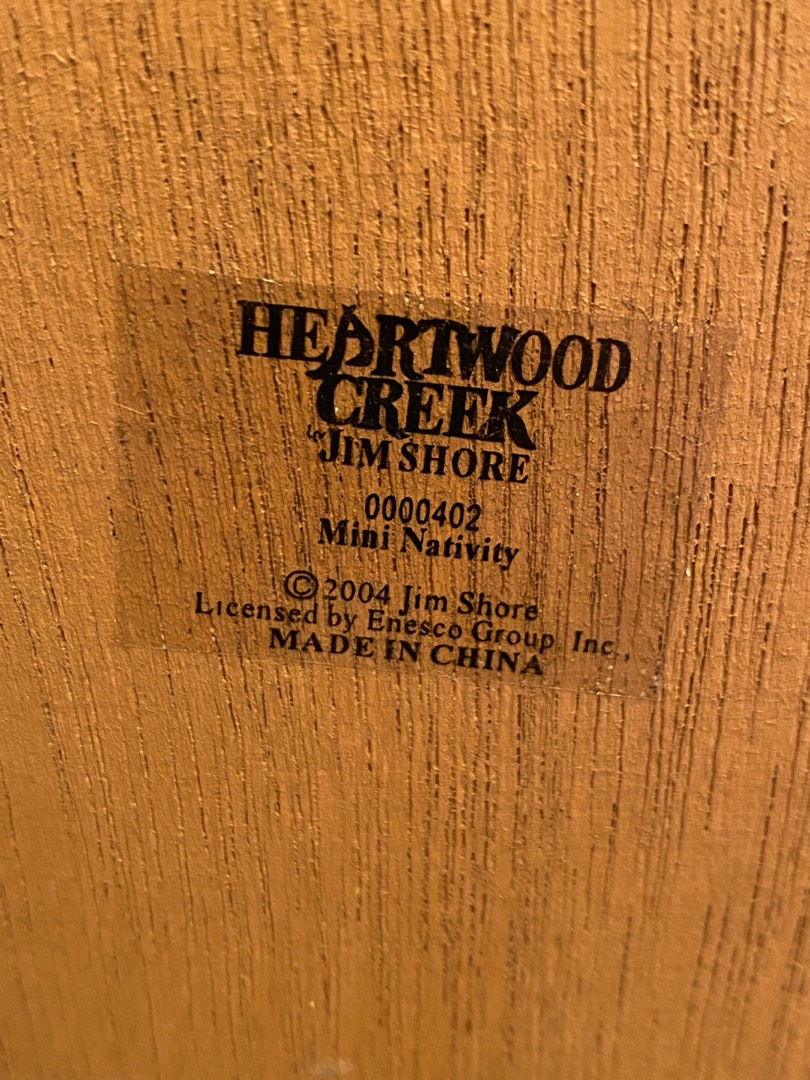 HEARTWOOD
CREEK
by JIM SHORE
0000402
Mini Nativity
©2004 Jim Shore
Licensed by Enesco Group Inc.,
MADE IN CHINA